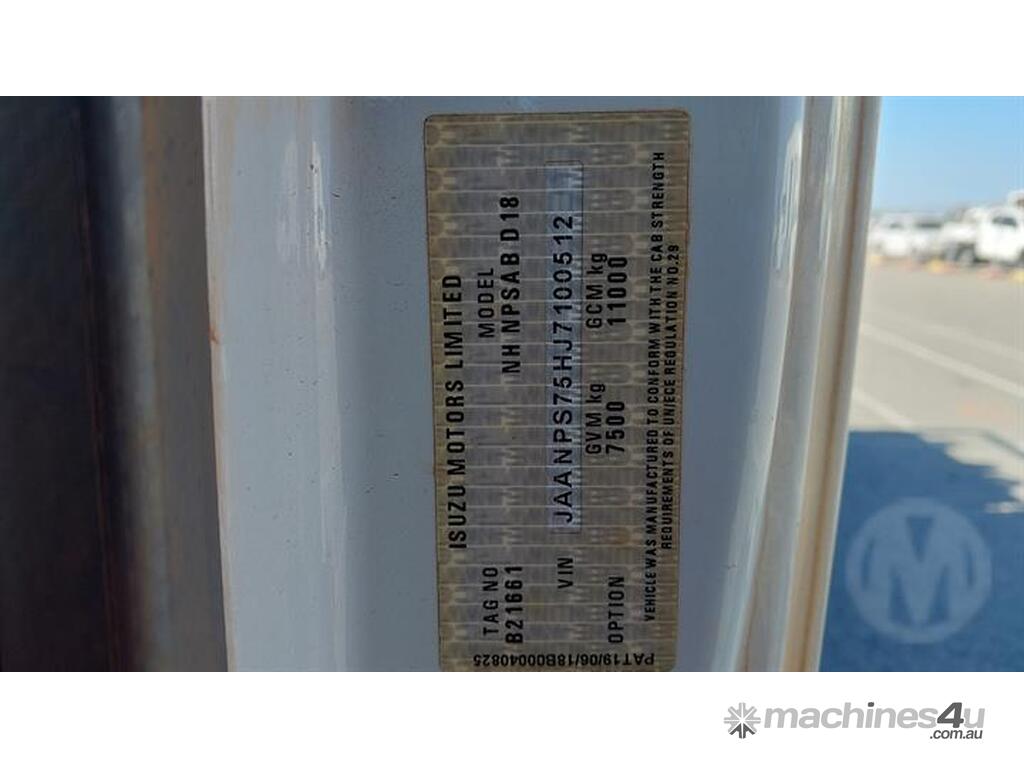 ISUZU MOTORS LIMITED
TAG NO MODEL
B21661 NH NPSAB D18
VIN JAANPS75HJ7100512
GVM kg GCM kg
OPTION 7500 11000
VEHICLE WAS MANUFACTURED TO CONFORM WITH THE CAB STRENGTH
REQUIREMENTS OF UN/ECE REGULATION NO.29
PAT19/06/18B00040825
M
machines4u
.com.au